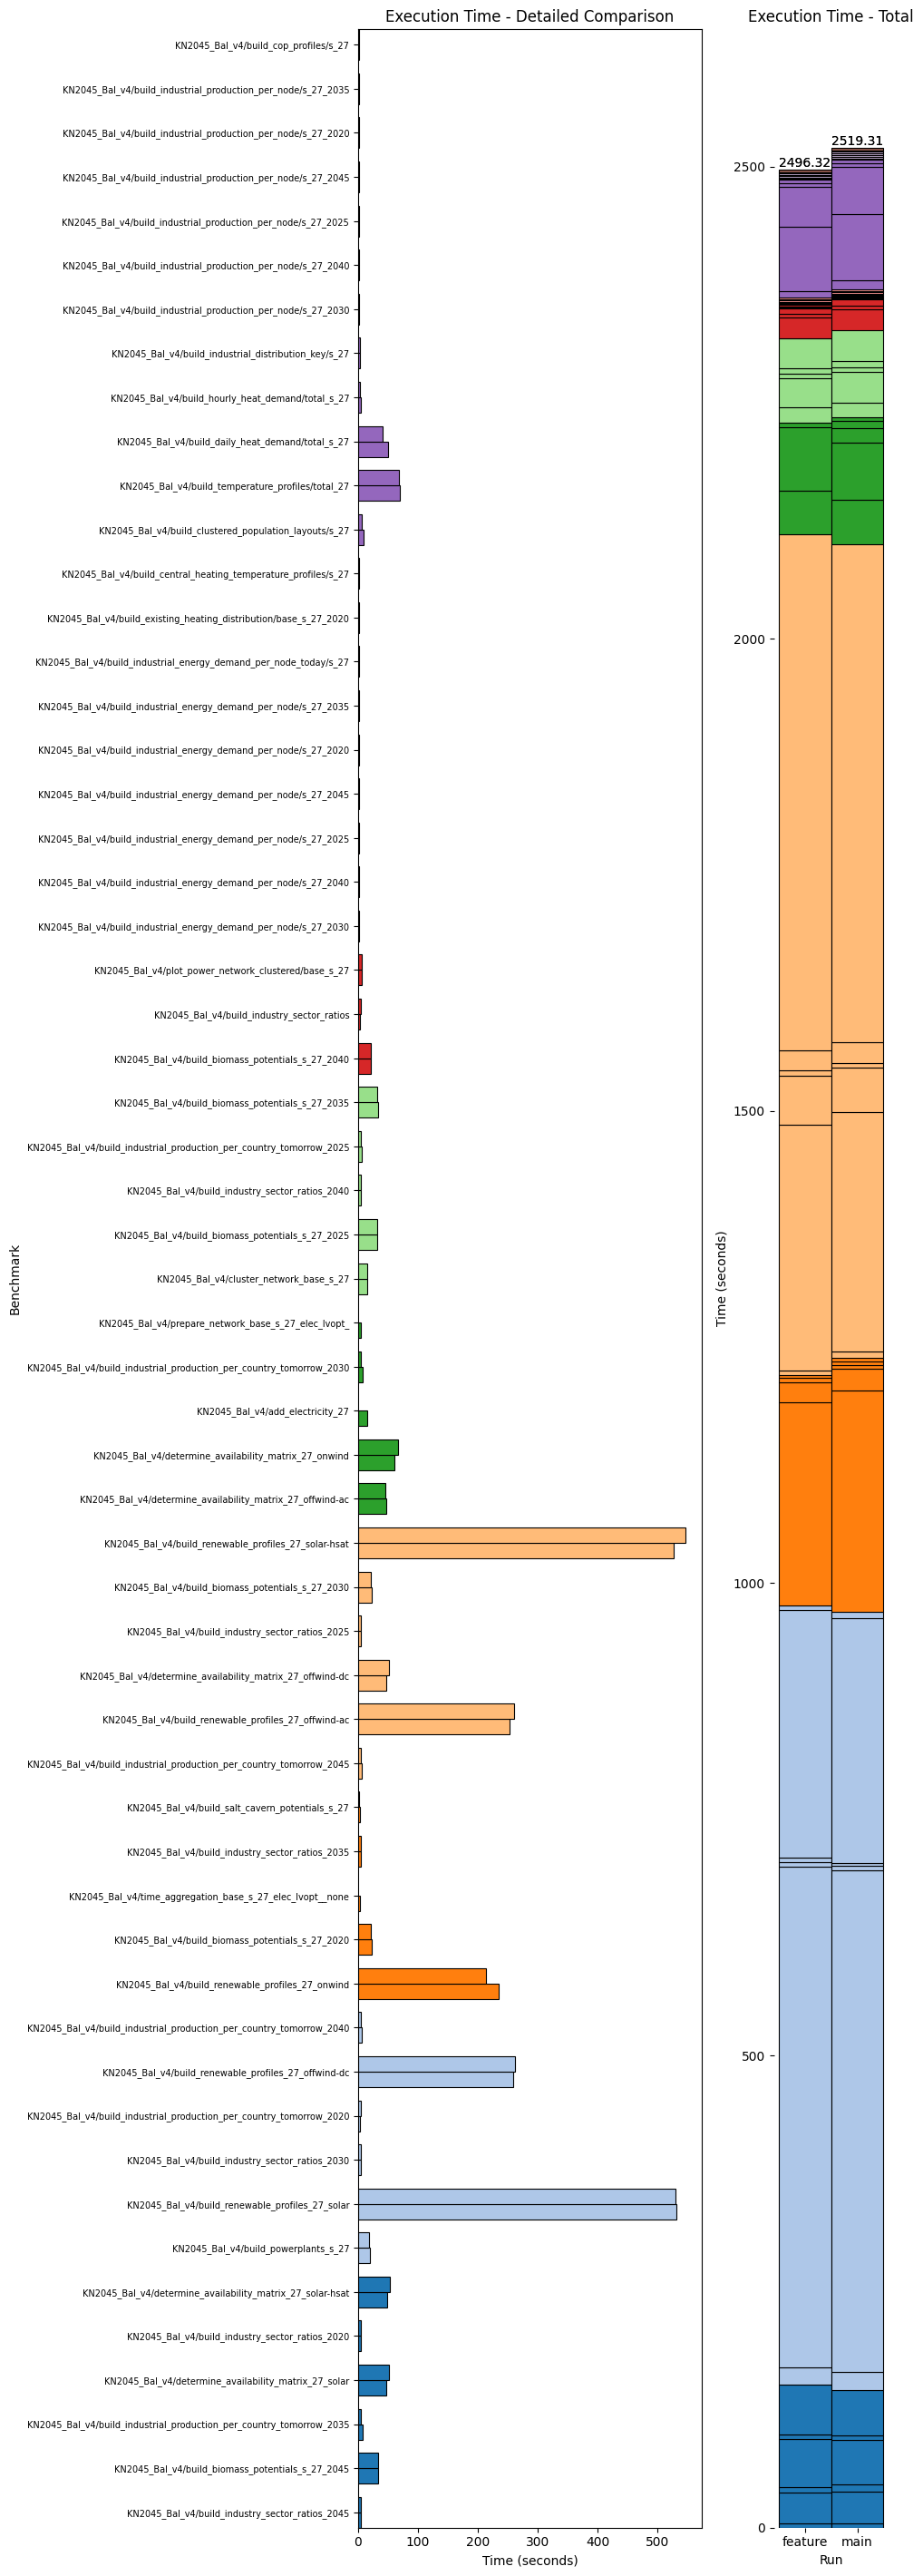 Execution Time - Detailed Comparison
Execution Time - Total
KN2045_Bal_v4/build_cop_profiles/s_27
KN2045_Bal_v4/build_industrial_production_per_node/s_27_2035
KN2045_Bal_v4/build_industrial_production_per_node/s_27_2020
KN2045_Bal_v4/build_industrial_production_per_node/s_27_2045
KN2045_Bal_v4/build_industrial_production_per_node/s_27_2025
KN2045_Bal_v4/build_industrial_production_per_node/s_27_2040
KN2045_Bal_v4/build_industrial_production_per_node/s_27_2030
KN2045_Bal_v4/build_industrial_distribution_key/s_27
KN2045_Bal_v4/build_hourly_heat_demand/total_s_27
KN2045_Bal_v4/build_daily_heat_demand/total_s_27
KN2045_Bal_v4/build_temperature_profiles/total_27
KN2045_Bal_v4/build_clustered_population_layouts/s_27
KN2045_Bal_v4/build_central_heating_temperature_profiles/s_27
KN2045_Bal_v4/build_existing_heating_distribution/base_s_27_2020
KN2045_Bal_v4/build_industrial_energy_demand_per_node_today/s_27
KN2045_Bal_v4/build_industrial_energy_demand_per_node/s_27_2035
KN2045_Bal_v4/build_industrial_energy_demand_per_node/s_27_2020
KN2045_Bal_v4/build_industrial_energy_demand_per_node/s_27_2045
KN2045_Bal_v4/build_industrial_energy_demand_per_node/s_27_2025
KN2045_Bal_v4/build_industrial_energy_demand_per_node/s_27_2040
KN2045_Bal_v4/build_industrial_energy_demand_per_node/s_27_2030
KN2045_Bal_v4/plot_power_network_clustered/base_s_27
KN2045_Bal_v4/build_industry_sector_ratios
KN2045_Bal_v4/build_biomass_potentials_s_27_2040
KN2045_Bal_v4/build_biomass_potentials_s_27_2035
KN2045_Bal_v4/build_industrial_production_per_country_tomorrow_2025
KN2045_Bal_v4/build_industry_sector_ratios_2040
KN2045_Bal_v4/build_biomass_potentials_s_27_2025
KN2045_Bal_v4/cluster_network_base_s_27
KN2045_Bal_v4/prepare_network_base_s_27_elec_lvopt_
KN2045_Bal_v4/build_industrial_production_per_country_tomorrow_2030
KN2045_Bal_v4/add_electricity_27
KN2045_Bal_v4/determine_availability_matrix_27_onwind
KN2045_Bal_v4/determine_availability_matrix_27_offwind-ac
KN2045_Bal_v4/build_renewable_profiles_27_solar-hsat
KN2045_Bal_v4/build_biomass_potentials_s_27_2030
KN2045_Bal_v4/build_industry_sector_ratios_2025
KN2045_Bal_v4/determine_availability_matrix_27_offwind-dc
KN2045_Bal_v4/build_renewable_profiles_27_offwind-ac
KN2045_Bal_v4/build_industrial_production_per_country_tomorrow_2045
KN2045_Bal_v4/build_salt_cavern_potentials_s_27
KN2045_Bal_v4/build_industry_sector_ratios_2035
KN2045_Bal_v4/time_aggregation_base_s_27_elec_lvopt__none
KN2045_Bal_v4/build_biomass_potentials_s_27_2020
KN2045_Bal_v4/build_renewable_profiles_27_onwind
KN2045_Bal_v4/build_industrial_production_per_country_tomorrow_2040
KN2045_Bal_v4/build_renewable_profiles_27_offwind-dc
KN2045_Bal_v4/build_industrial_production_per_country_tomorrow_2020
KN2045_Bal_v4/build_industry_sector_ratios_2030
KN2045_Bal_v4/build_renewable_profiles_27_solar
KN2045_Bal_v4/build_powerplants_s_27
KN2045_Bal_v4/determine_availability_matrix_27_solar-hsat
KN2045_Bal_v4/build_industry_sector_ratios_2020
KN2045_Bal_v4/determine_availability_matrix_27_solar
KN2045_Bal_v4/build_industrial_production_per_country_tomorrow_2035
KN2045_Bal_v4/build_biomass_potentials_s_27_2045
KN2045_Bal_v4/build_industry_sector_ratios_2045
Benchmark
0 100 200 300 400 500
Time (seconds)
Time (seconds)
2500
2000
1500
1000
500
0
2496.32
2519.31
feature main
Run